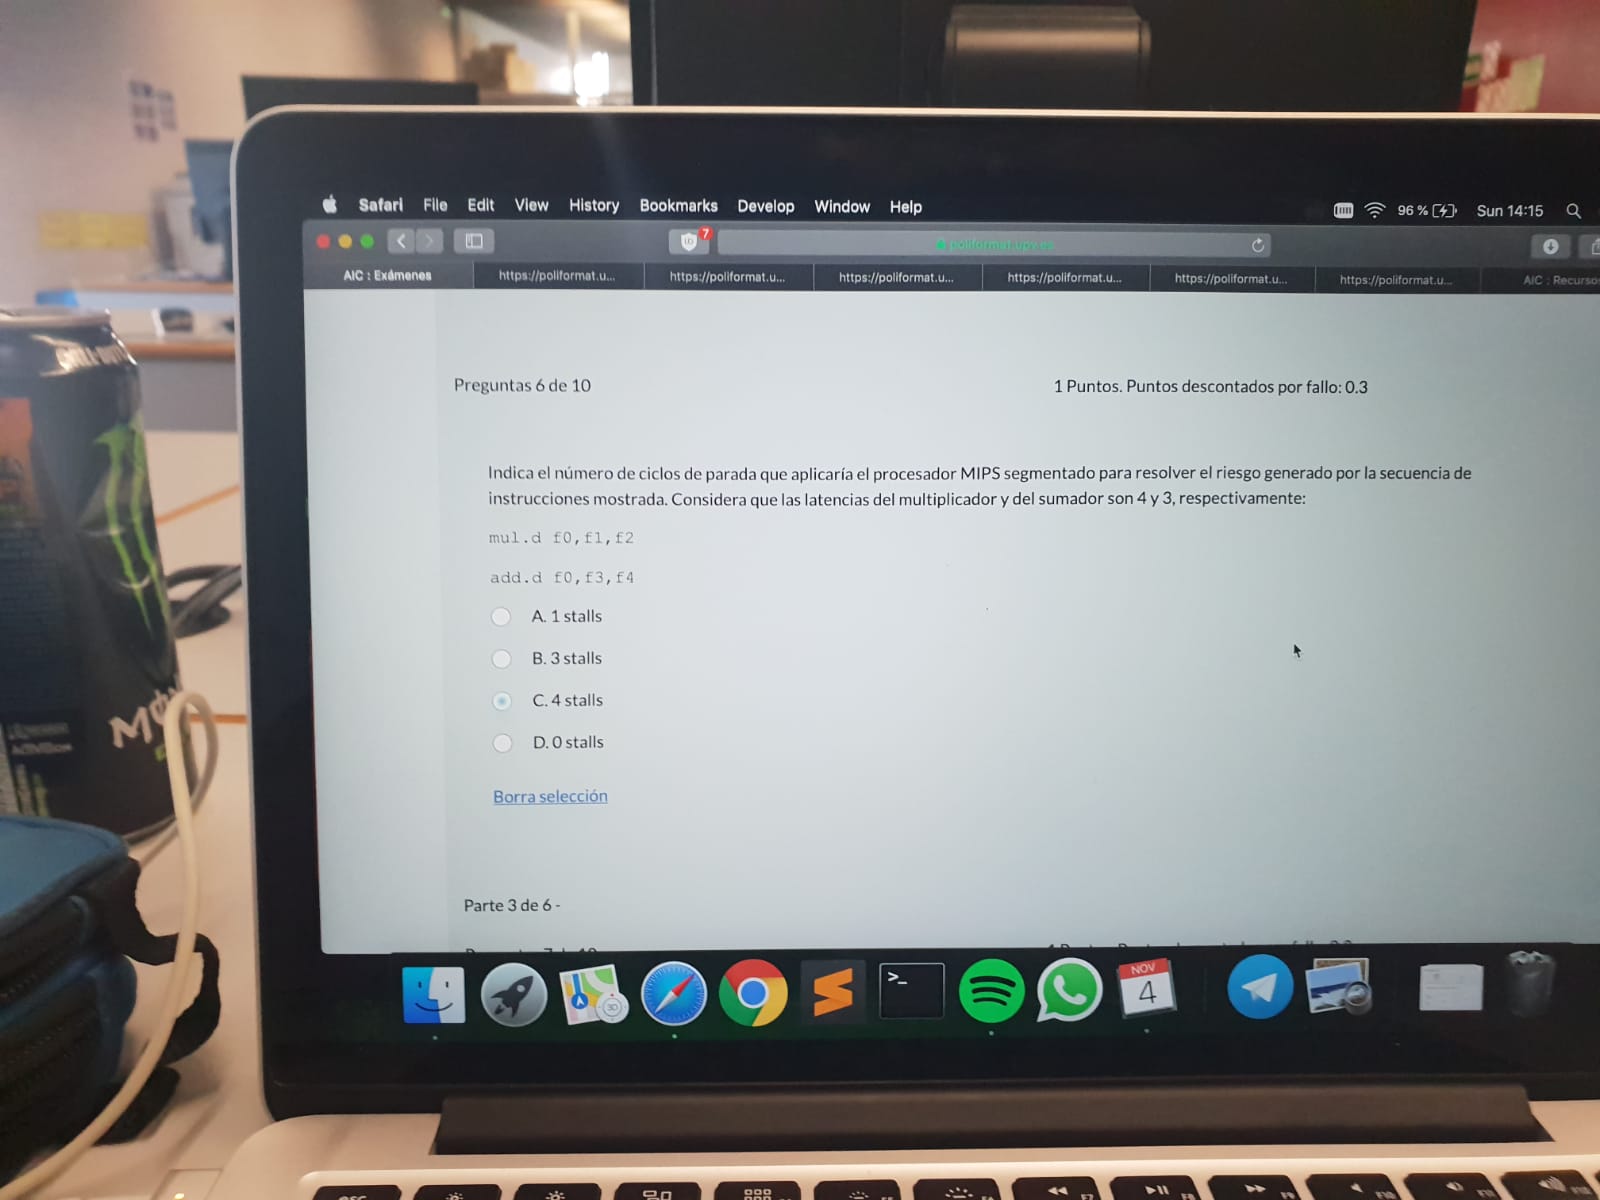 Safari File Edit View History Bookmarks Develop Window Help
96 % Sun 14:15
7
poliformat.upv.es
AIC : Exámenes https://poliformat.u... https://poliformat.u... https://poliformat.u... https://poliformat.u... https://poliformat.u... https://poliformat.u... AIC : Recursos
Preguntas 6 de 10 1 Puntos. Puntos descontados por fallo: 0.3
Indica el número de ciclos de parada que aplicaría el procesador MIPS segmentado para resolver el riesgo generado por la secuencia de
instrucciones mostrada. Considera que las latencias del multiplicador y del sumador son 4 y 3, respectivamente:
mul.d f0,f1,f2
add.d f0,f3,f4
A. 1 stalls
B. 3 stalls
C. 4 stalls
D. 0 stalls
Borra selección
Parte 3 de 6 -
NOV
4
3D
>_
esc